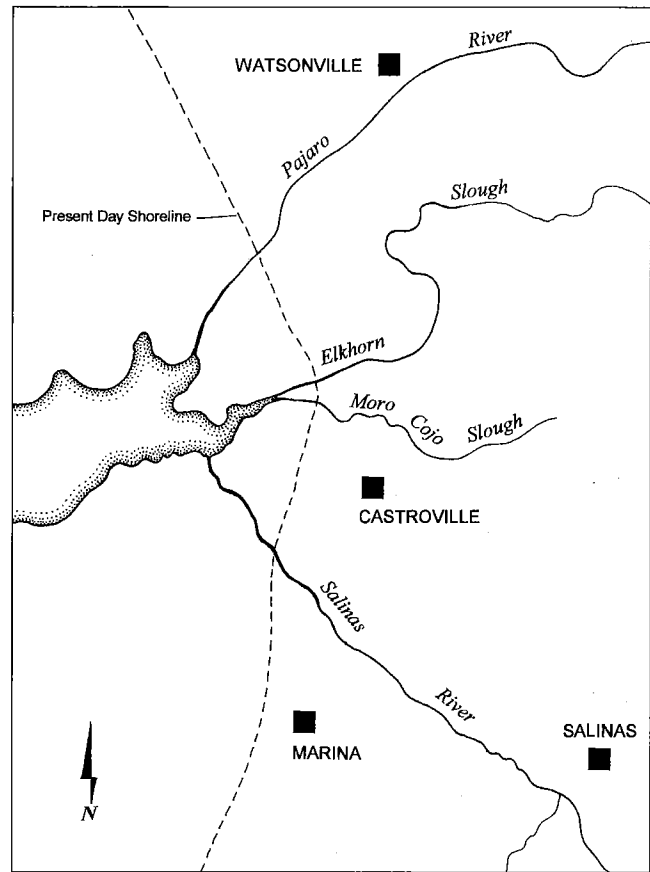 River
WATSONVILLE
Pajaro
Slough
Present Day Shoreline
Elkhorn
Moro Cojo Slough
CASTROVILLE
Salinas
River
SALINAS
MARINA
N